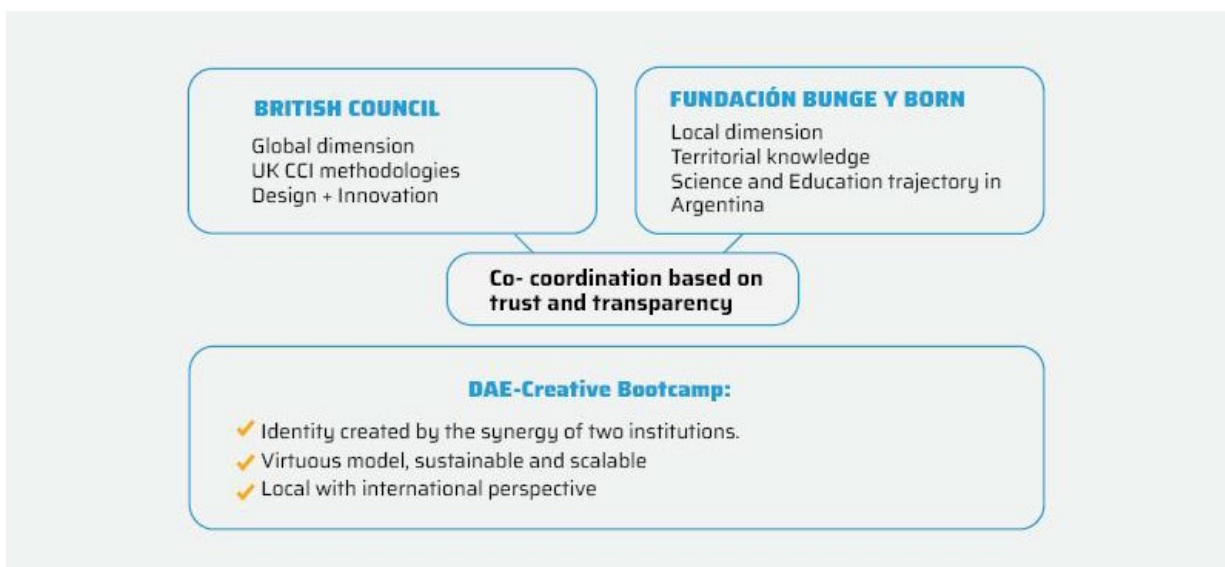 BRITISH COUNCIL
Global dimension
UK CCI methodologies
Design + Innovation
FUNDACIÓN BUNGE Y BORN
Local dimension
Territorial knowledge
Science and Education trajectory in
Argentina
Co- coordination based on
trust and transparency
DAE-Creative Bootcamp:
Identity created by the synergy of two institutions.
Virtuous model, sustainable and scalable
Local with international perspective